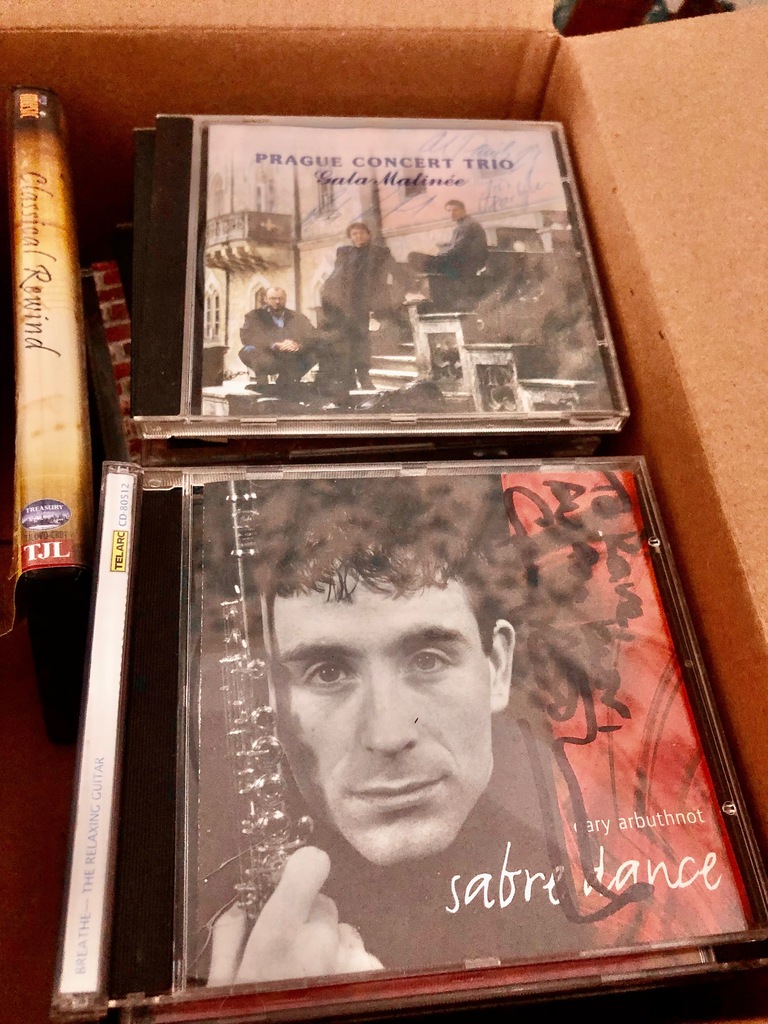 Classical Rewind
TREASURY
TJL
PRAGUE CONCERT TRIO
Gala Matinée
TELARC CD-80512
BREATHE— THE RELAXING GUITAR
ary arbuthnot
sabre dance